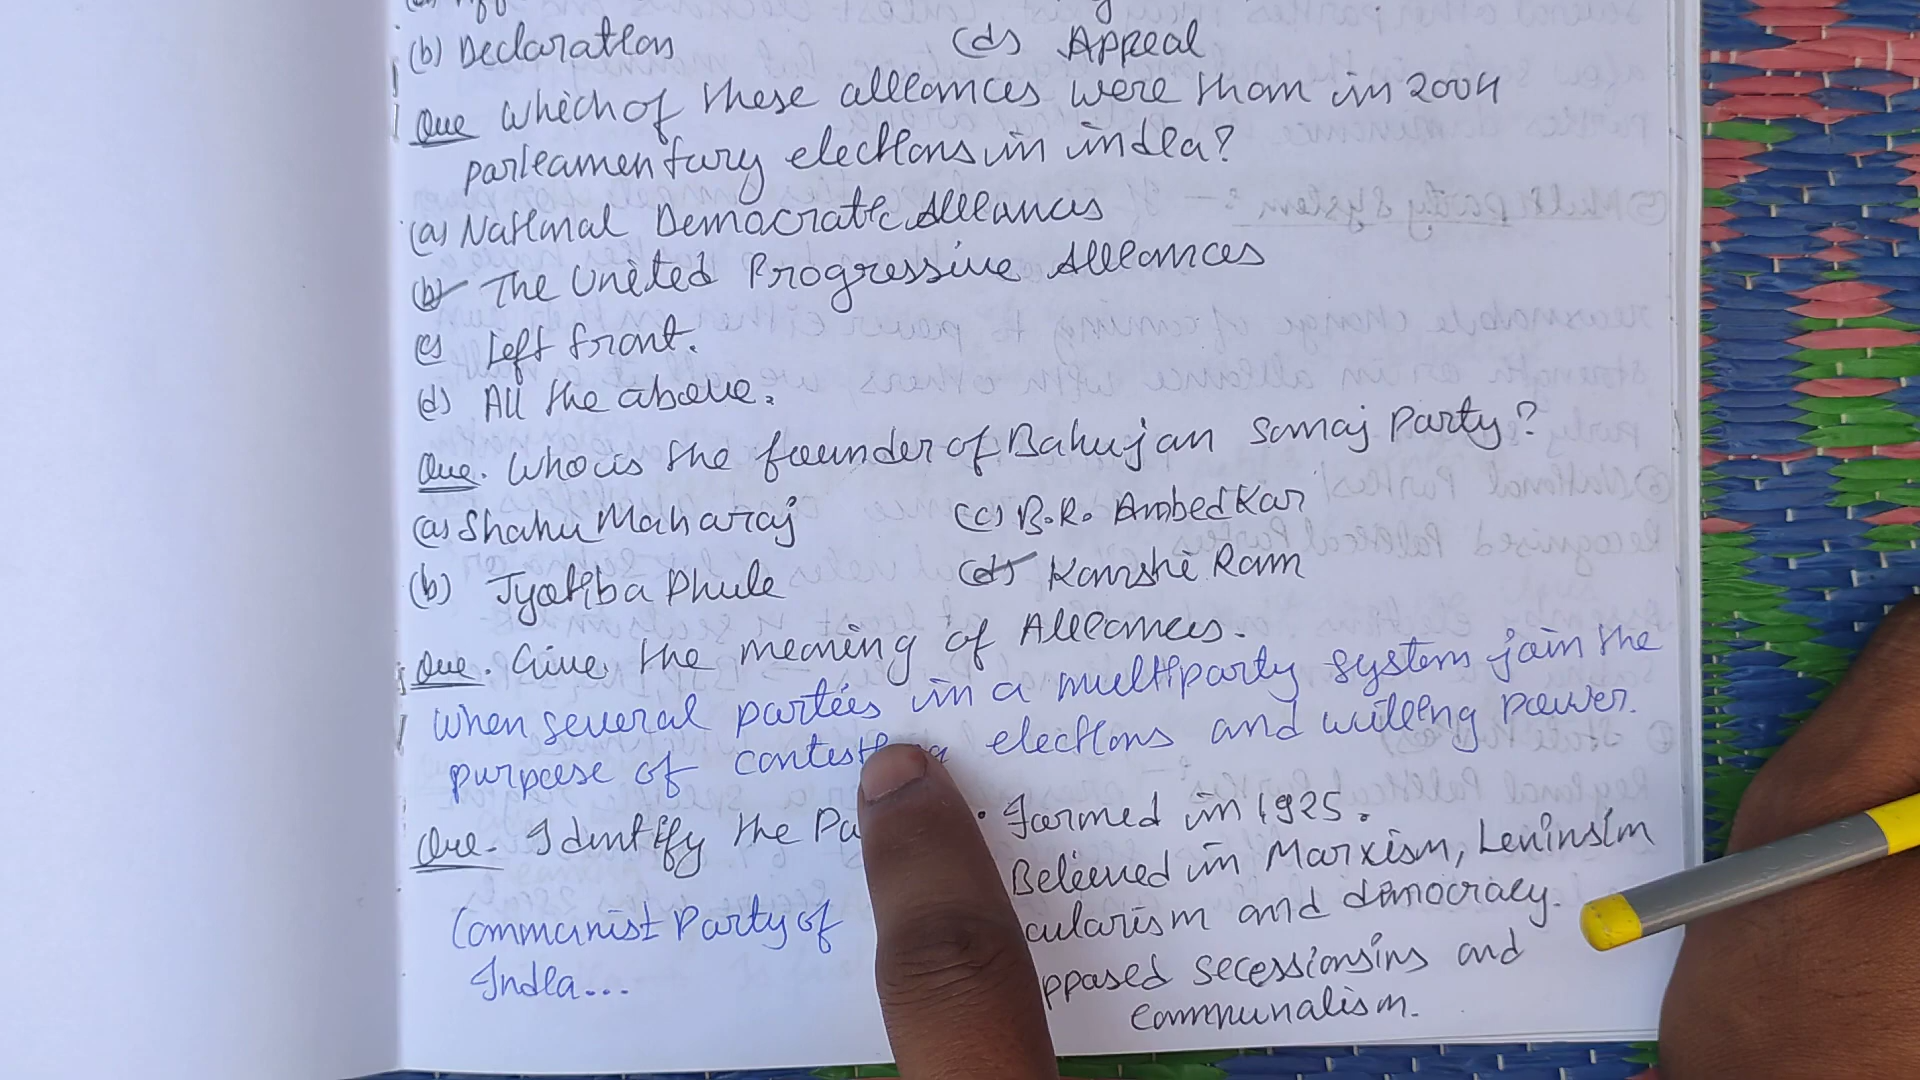 (b) Declaration (d) Appeal
Que Which of these alliances were than in 2004
parleamentury elections in india?
(a) National Democratic Alliances
(b) The United Progressive Alliances
(c) Left front.
(d) All the above.
Que. Who is the founder of Bahujan Samaj Party?
(a) Shahu Maharaj (c) B.R. Ambedkar
(b) Jyotiba Phule (d) Kanshi Ram
Que. Give the meaning of Alliances.
When several parties in a multiparty system join the
purpose of contesting elections and willing power.
Que. Identify the Pa . Formed in 1925.
Believed in Marxism, Leninsim
Communist Party of cularism and democracy.
India... pposed secessionsins and
communalism.